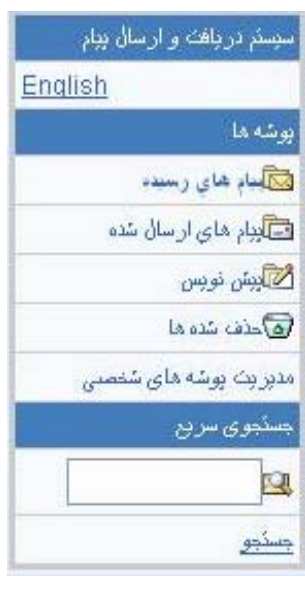 سیستم دریافت و ارسال پیام
English
پوشه ها
پیام های رسیده
پیام های ارسال شده
پیش نویس
حذف شده ها
مدیریت پوشه های شخصی
جستجوی سریع
جستجو